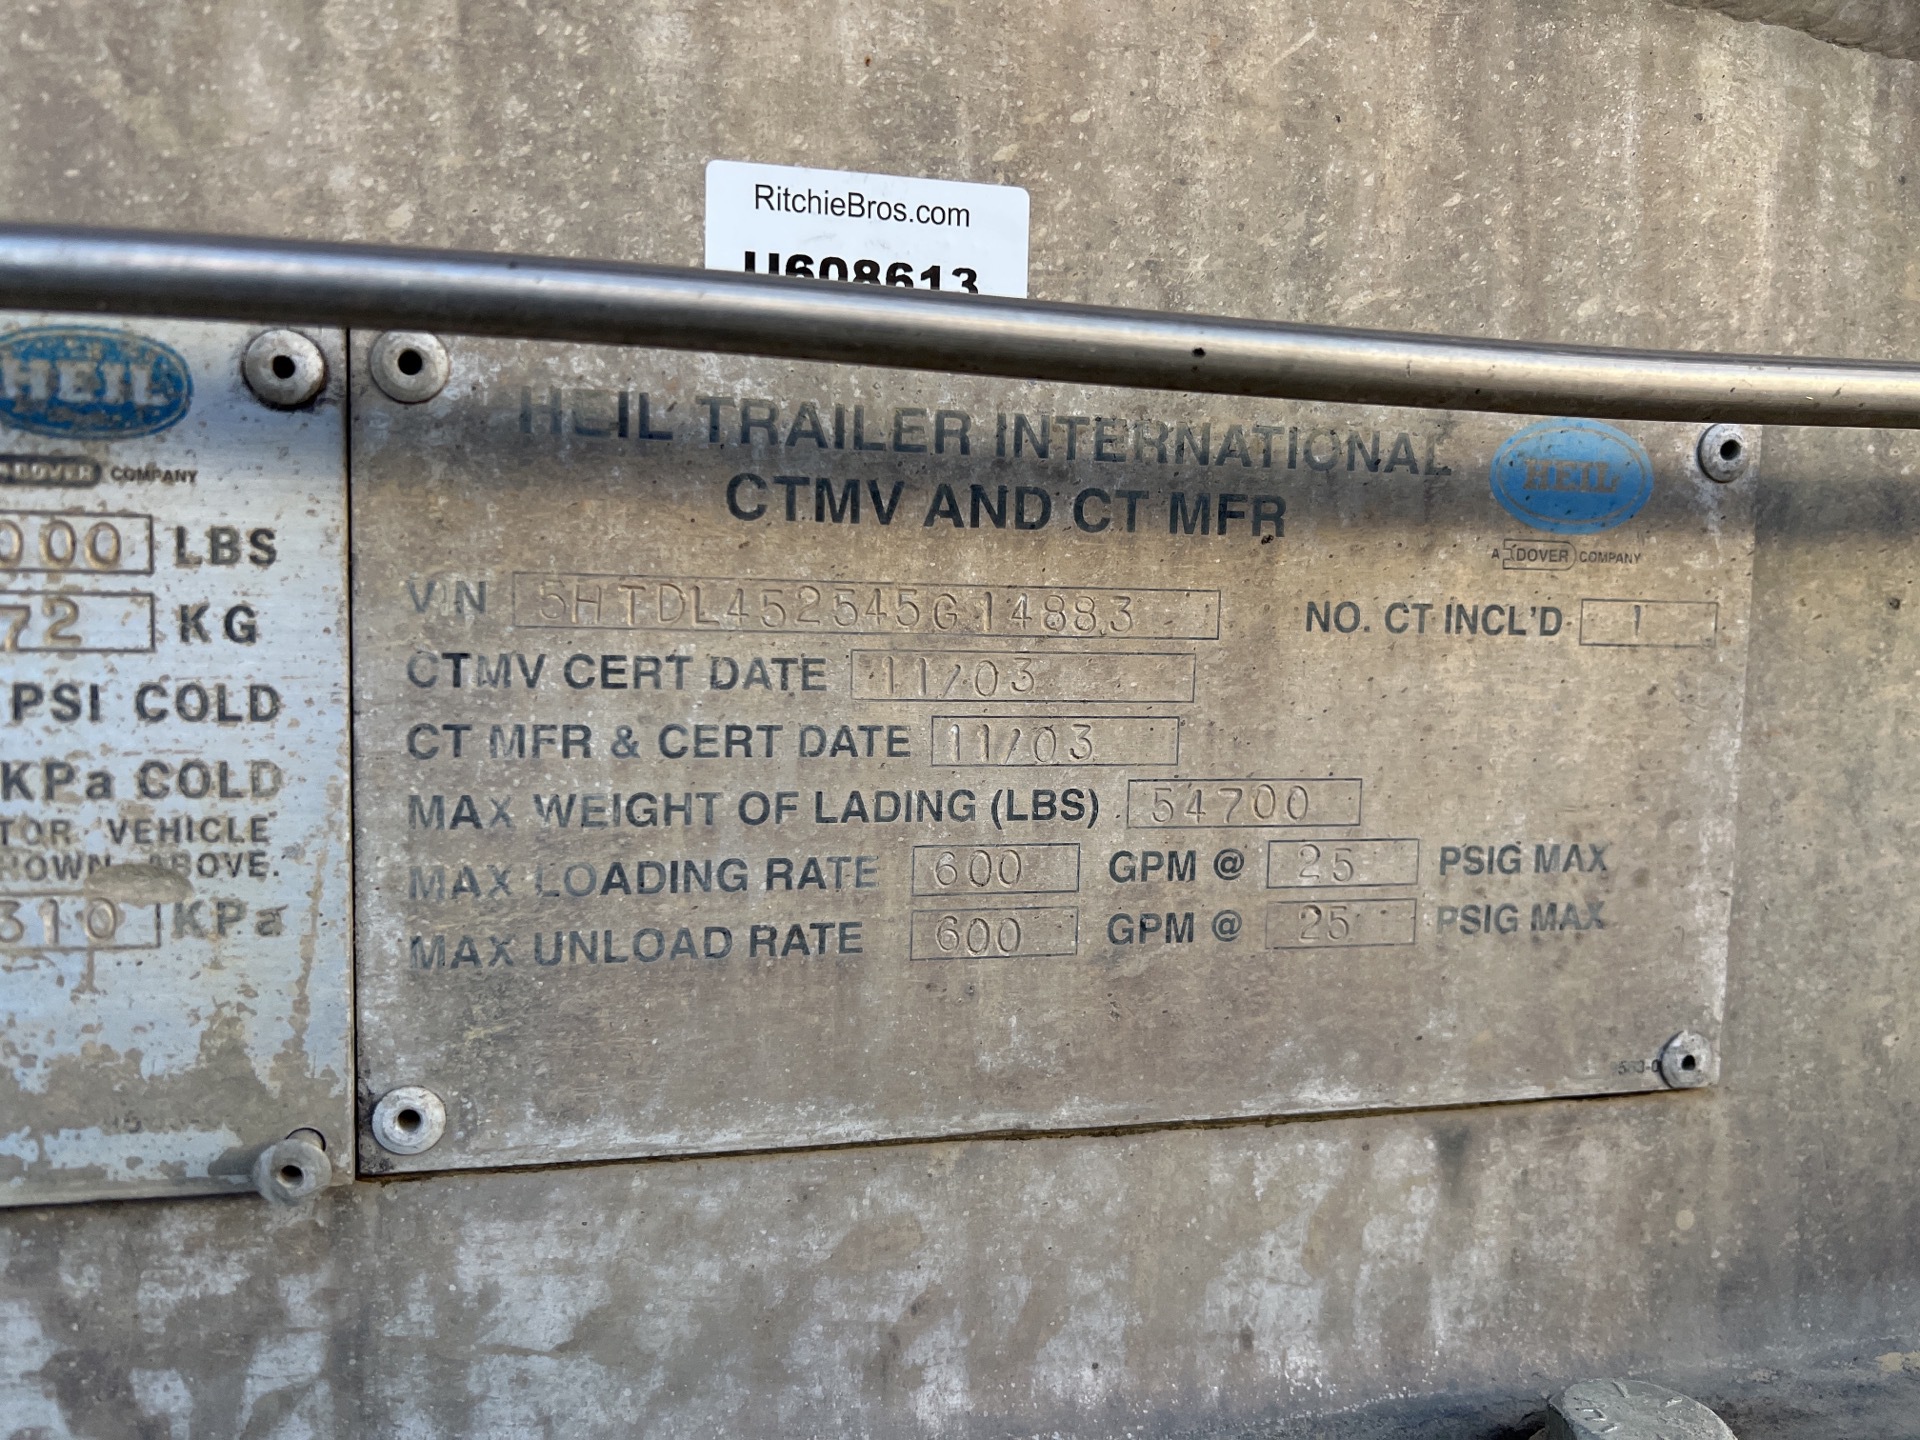 RitchieBros.com
U608613
HEIL
DOVER COMPANY
000 LBS
72 KG
PSI COLD
KPa COLD
TOR VEHICLE
HOWN ABOVE.
310 KPa
HEIL TRAILER INTERNATIONAL
CTMV AND CT MFR
HEIL
A DOVER COMPANY
VIN 5HTDL452545G14883
NO. CT INCL'D 1
CTMV CERT DATE 11/03
CT MFR & CERT DATE 11/03
MAX WEIGHT OF LADING (LBS) 54700
MAX LOADING RATE 600 GPM @ 25 PSIG MAX
MAX UNLOAD RATE 600 GPM @ 25 PSIG MAX